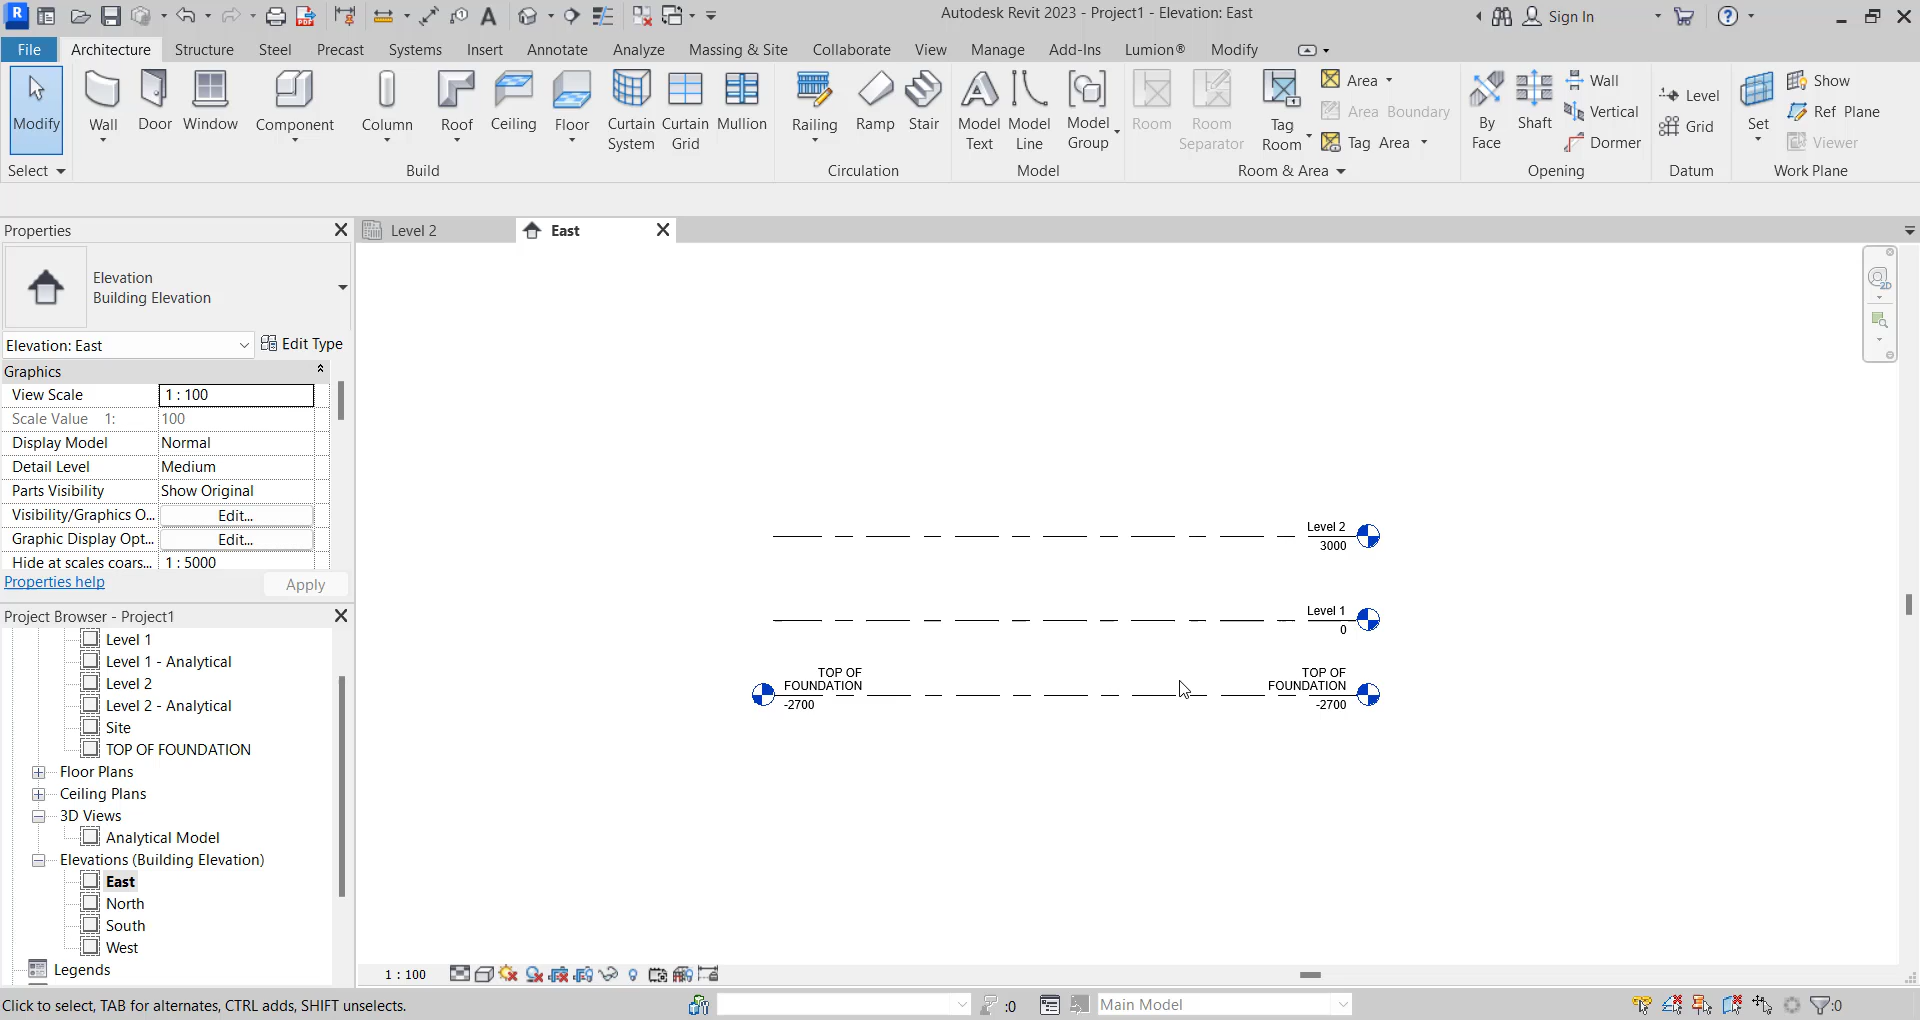 Autodesk Revit 2023 - Project1 - Elevation: East
Sign In
File Architecture Structure Steel Precast Systems Insert Annotate Analyze Massing & Site Collaborate View Manage Add-Ins Lumion® Modify
Modify
Wall
Door
Window
Component
Column
Roof
Ceiling
Floor
Curtain System
Curtain Grid
Mullion
Railing
Ramp
Stair
Model Text
Model Line
Model Group
Room
Room Separator
Tag Room
Area
Area Boundary
Tag Area
By Face
Shaft
Wall
Vertical
Dormer
Level
Grid
Set
Show
Ref Plane
Viewer
Select Build Circulation Model Room & Area Opening Datum Work Plane
Properties
Level 2
East
Elevation
Building Elevation
Elevation: East
Edit Type
Graphics
View Scale 1 : 100
Scale Value 1: 100
Display Model Normal
Detail Level Medium
Parts Visibility Show Original
Visibility/Graphics O... Edit...
Graphic Display Opt... Edit...
Hide at scales coars... 1 : 5000
Properties help
Apply
Project Browser - Project1
Level 1
Level 1 - Analytical
Level 2
Level 2 - Analytical
Site
TOP OF FOUNDATION
Floor Plans
Ceiling Plans
3D Views
Analytical Model
Elevations (Building Elevation)
East
North
South
West
Legends
2D
Level 2
3000
Level 1
0
TOP OF
FOUNDATION
-2700
TOP OF
FOUNDATION
-2700
1 : 100
Click to select, TAB for alternates, CTRL adds, SHIFT unselects.
:0
Main Model
:0